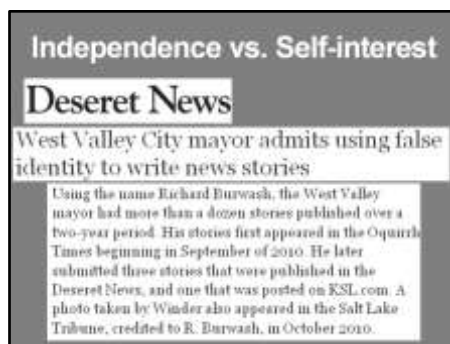 Independence vs. Self-interest
Deseret News
West Valley City mayor admits using false
identity to write news stories
Using the name Richard Burwash, the West Valley
mayor had more than a dozen stories published over a
two-year period. His stories first appeared in the Oquirrh
Times beginning in September of 2010. He later
submitted three stories that were published in the
Deseret News, and one that was posted on KSL.com. A
photo taken by Winder also appeared in the Salt Lake
Tribune, credited to R. Burwash, in October 2010.